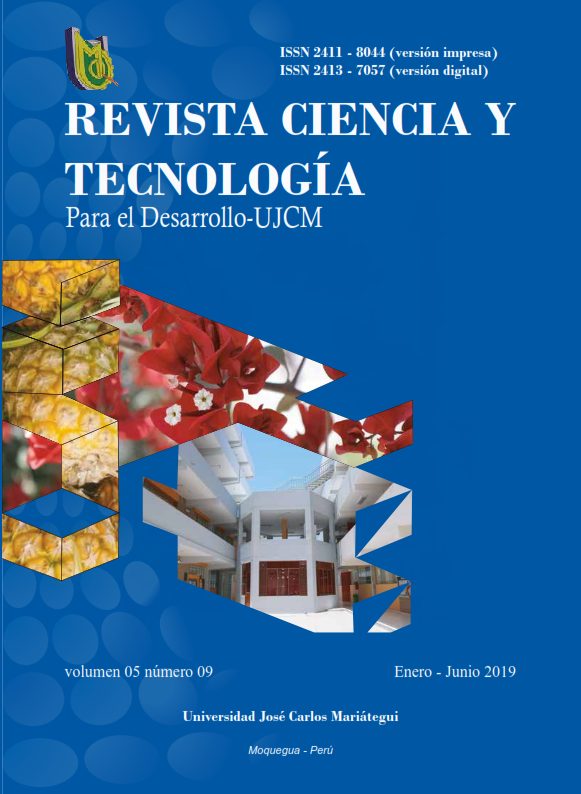 ISSN 2411 - 8044 (versión impresa)
ISSN 2413 - 7057 (versión digital)
REVISTA CIENCIA Y
TECNOLOGÍA
Para el Desarrollo-UJCM
volumen 05 número 09
Enero - Junio 2019
Universidad José Carlos Mariátegui
Moquegua - Perú